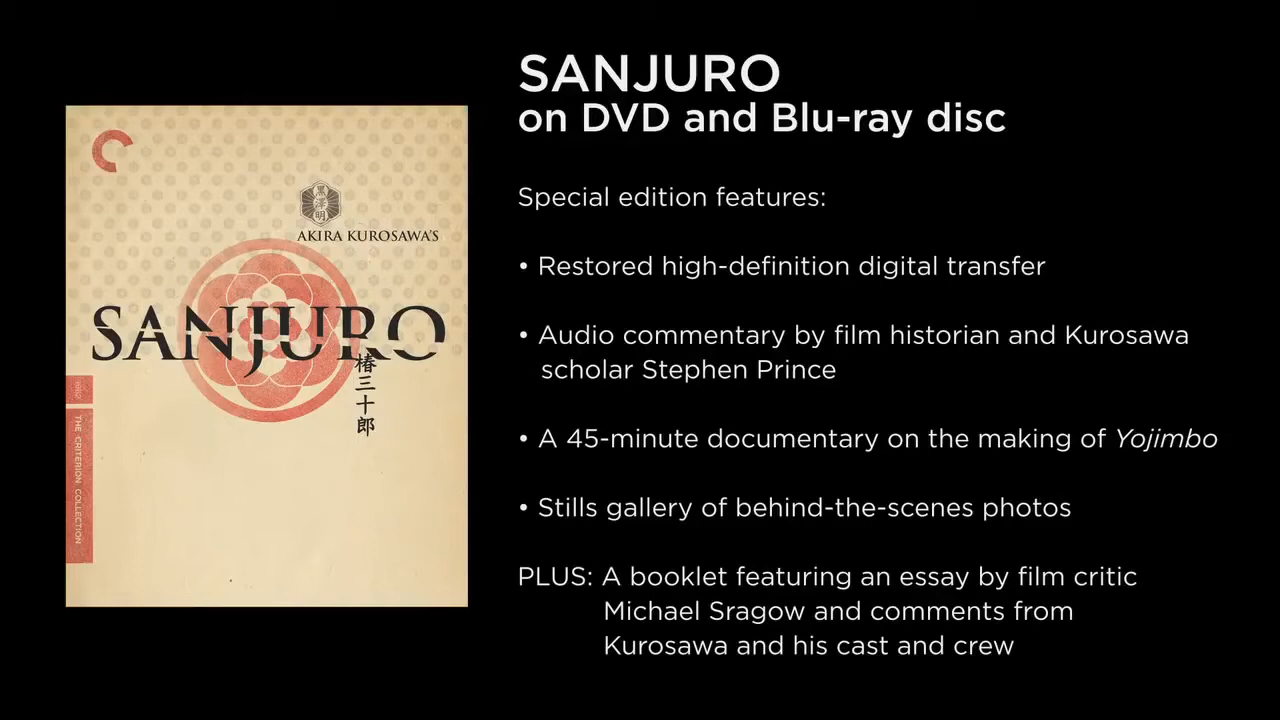 SANJURO
on DVD and Blu-ray disc
Special edition features:
• Restored high-definition digital transfer
• Audio commentary by film historian and Kurosawa
scholar Stephen Prince
• A 45-minute documentary on the making of Yojimbo
• Stills gallery of behind-the-scenes photos
PLUS: A booklet featuring an essay by film critic
Michael Sragow and comments from
Kurosawa and his cast and crew
黒澤明
AKIRA KUROSAWA'S
SANJURO
椿三十郎
THE CRITERION COLLECTION